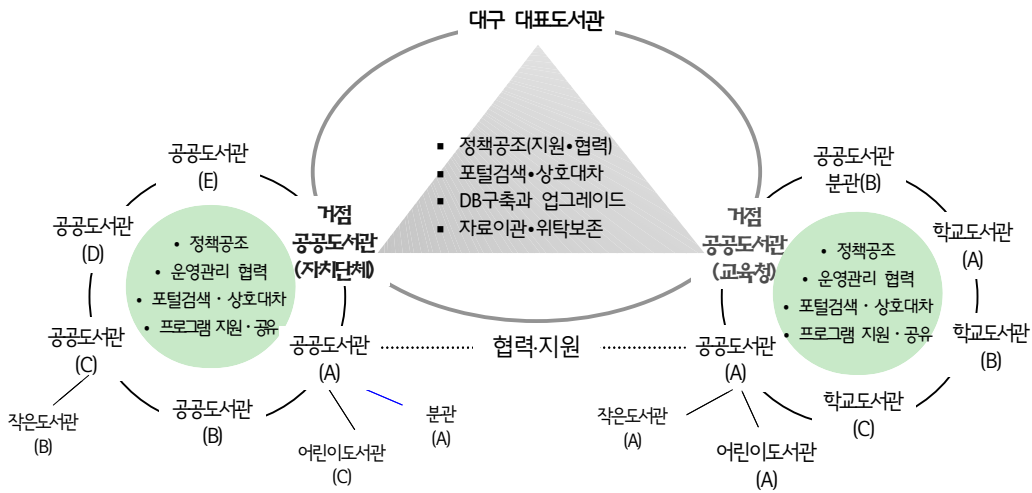 대구 대표도서관
▪ 정책공조(지원•협력)
▪ 포털검색•상호대차
▪ DB구축과 업그레이드
▪ 자료이관•위탁보존
공공도서관
(E)
공공도서관
(D)
공공도서관
(C)
작은도서관
(B)
공공도서관
(B)
거점
공공도서관
(자치단체)
• 정책공조
• 운영관리 협력
• 포털검색 · 상호대차
• 프로그램 지원 · 공유
공공도서관
(A)
어린이도서관
(C)
분관
(A)
협력·지원
거점
공공도서관
(교육청)
공공도서관
분관(B)
학교도서관
(A)
학교도서관
(B)
학교도서관
(C)
• 정책공조
• 운영관리 협력
• 포털검색 · 상호대차
• 프로그램 지원 · 공유
공공도서관
(A)
작은도서관
(A)
어린이도서관
(A)